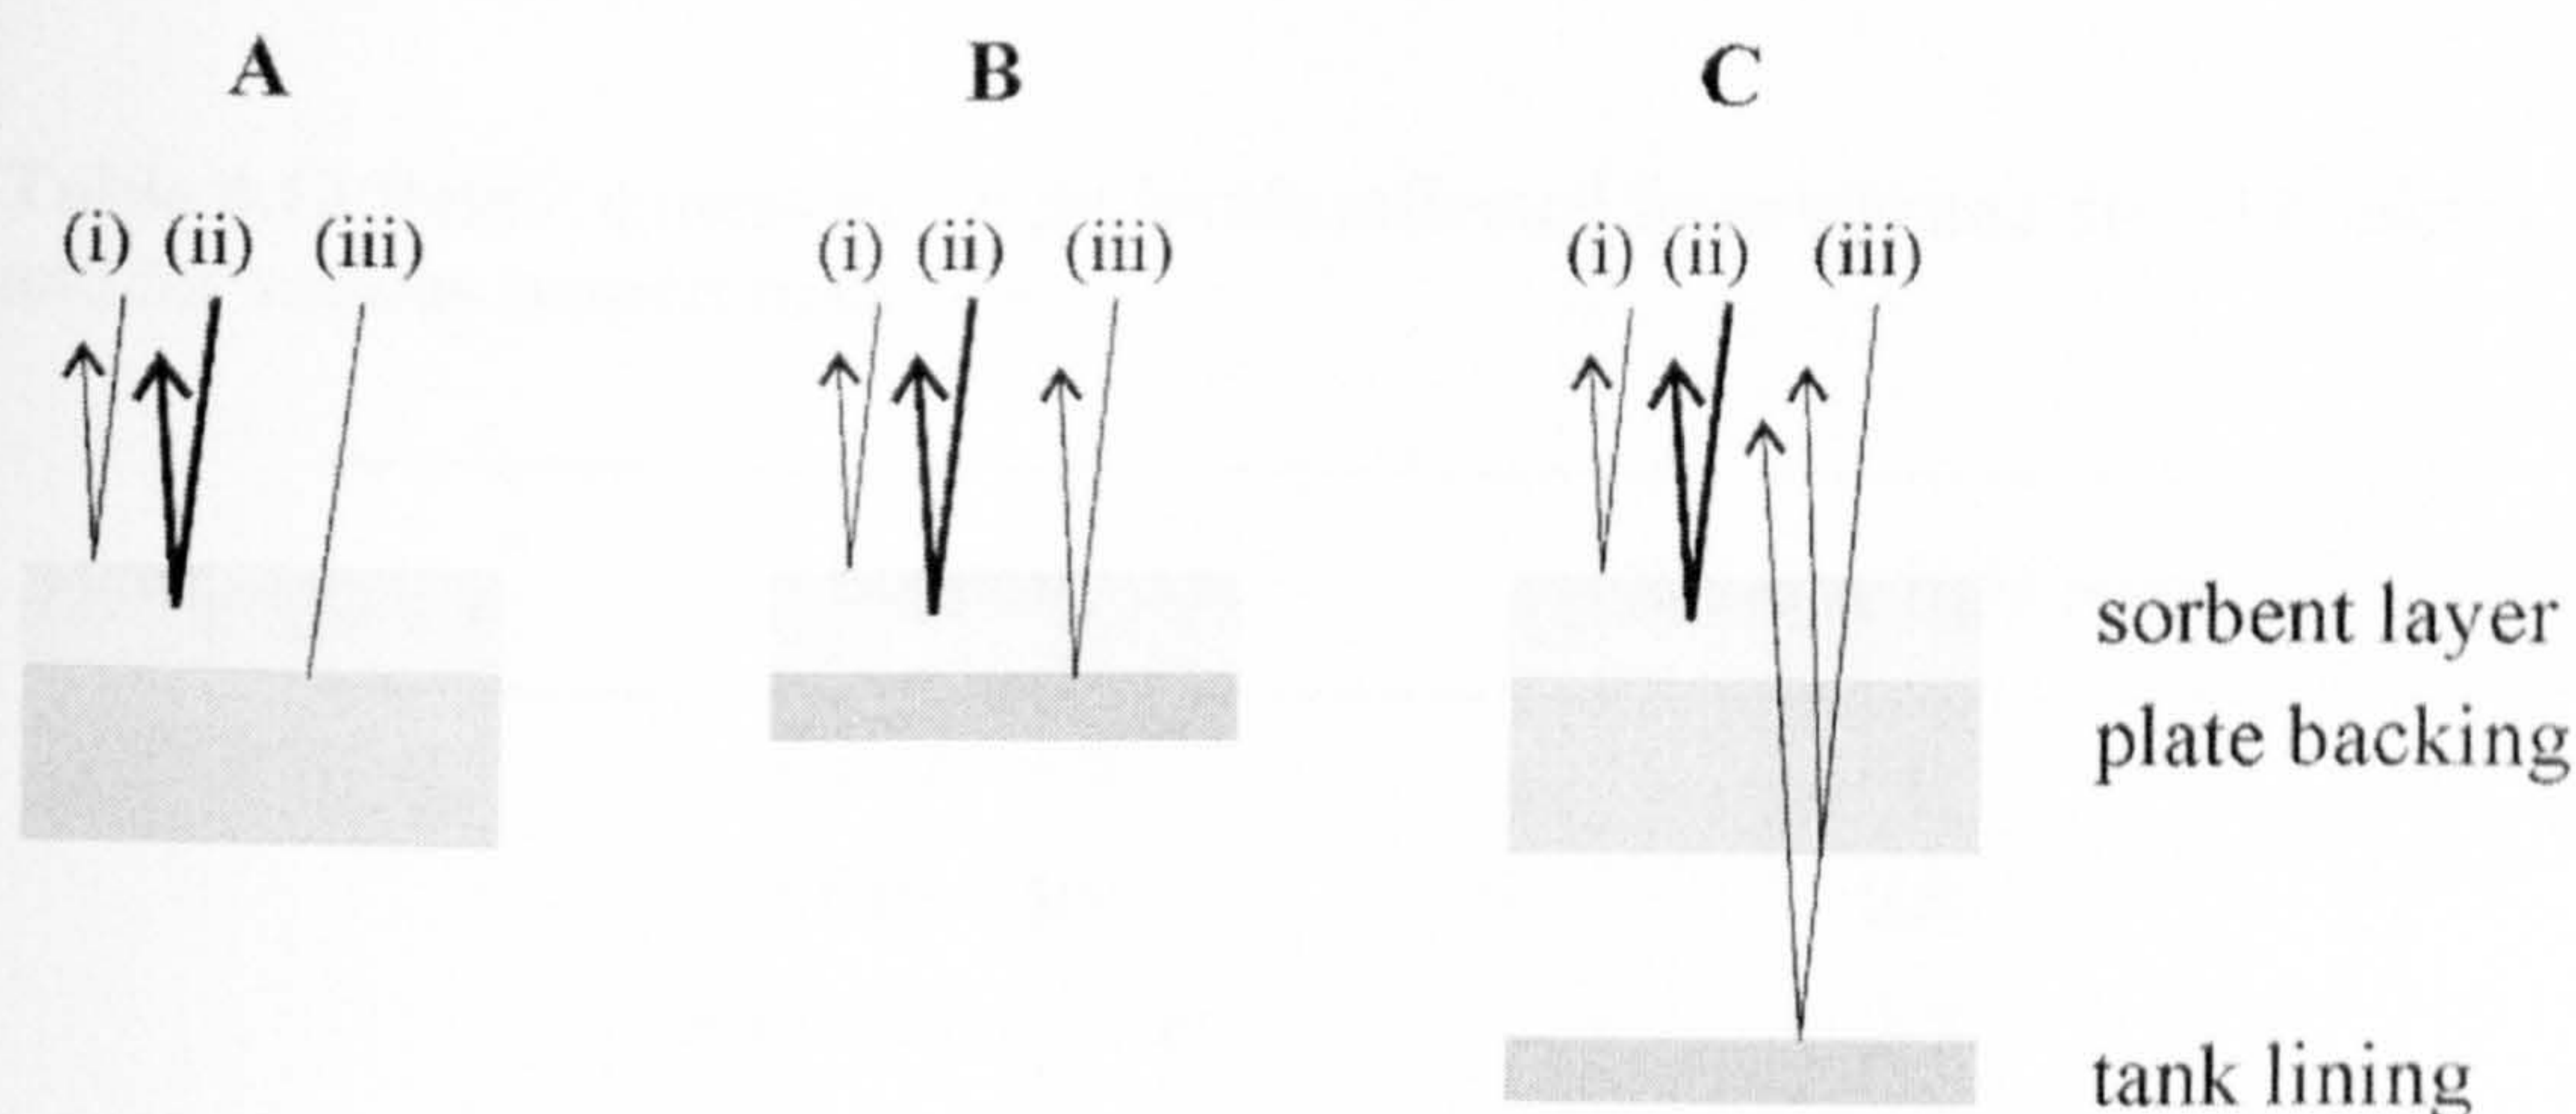 A B C
(i) (ii) (iii) (i) (ii) (iii) (i) (ii) (iii)
sorbent layer
plate backing
tank lining